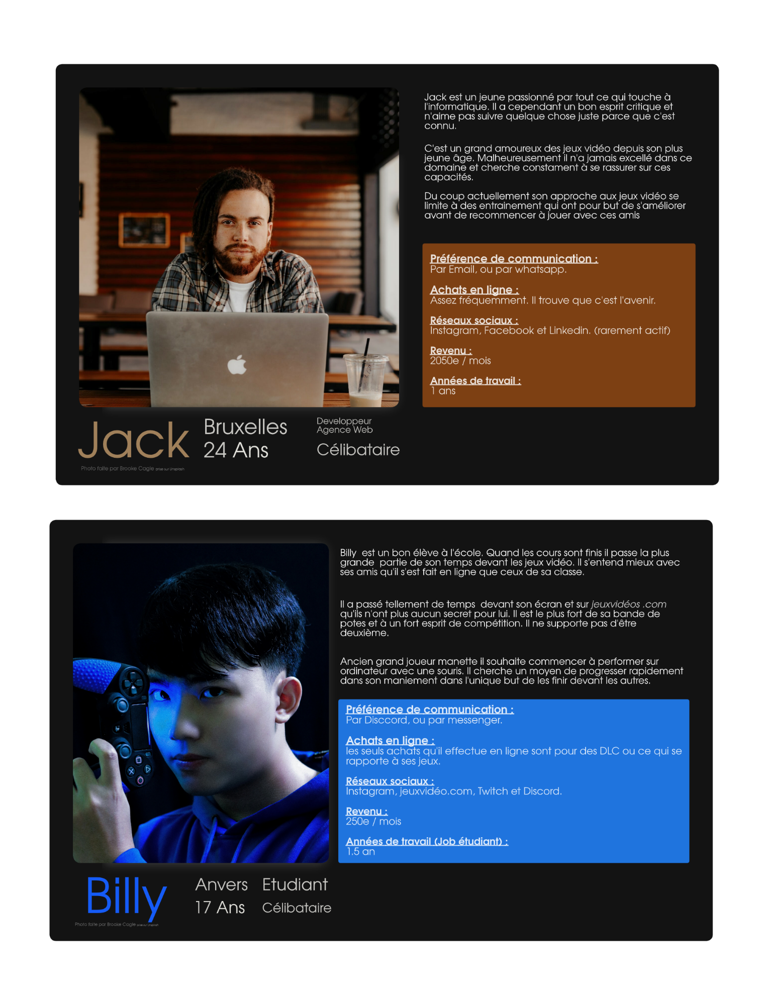 Jack est un jeune passionné par tout ce qui touche à
l'informatique. Il a cependant un bon esprit critique et
n'aime pas suivre quelque chose juste parce que c'est
connu.
C'est un grand amoureux des jeux vidéo depuis son plus
jeune âge. Malheureusement il n'a jamais excellé dans ce
domaine et cherche constament à se rassurer sur ces
capacités.
Du coup actuellement son approche aux jeux vidéo se
limite à des entrainement qui ont pour but de s'améliorer
avant de recommencer à jouer avec ces amis
Préférence de communication :
Par Email, ou par whatsapp.
Achats en ligne :
Assez fréquemment. Il trouve que c'est l'avenir.
Réseaux sociaux :
Instagram, Facebook et Linkedin. (rarement actif)
Revenu :
2050e / mois
Années de travail :
1 ans
Jack
Bruxelles
24 Ans
Developpeur
Agence Web
Célibataire
Photo faite par Brooke Cagle prise sur Unsplash
Billy  est un bon élève à l'école. Quand les cours sont finis il passe la plus
grande  partie de son temps devant les jeux vidéo. Il s'entend mieux avec
ses amis qu'il s'est fait en ligne que ceux de sa classe.
Il a passé tellement de temps  devant son écran et sur jeuxvidéos .com
qu'ils n'ont plus aucun secret pour lui. Il est le plus fort de sa bande de
potes et à un fort esprit de compétition. Il ne supporte pas d'être
deuxième.
Ancien grand joueur manette il souhaite commencer à performer sur
ordinateur avec une souris. Il cherche un moyen de progresser rapidement
dans son maniement dans l'unique but de les finir devant les autres.
Préférence de communication :
Par Disccord, ou par messenger.
Achats en ligne :
les seuls achats qu'il effectue en ligne sont pour des DLC ou ce qui se
rapporte à ses jeux.
Réseaux sociaux :
Instagram, jeuxvidéo.com, Twitch et Discord.
Revenu :
250e / mois
Années de travail (Job étudiant) :
1.5 an
Billy
Anvers
17 Ans
Etudiant
Célibataire
Photo faite par Brooke Cagle prise sur Unsplash